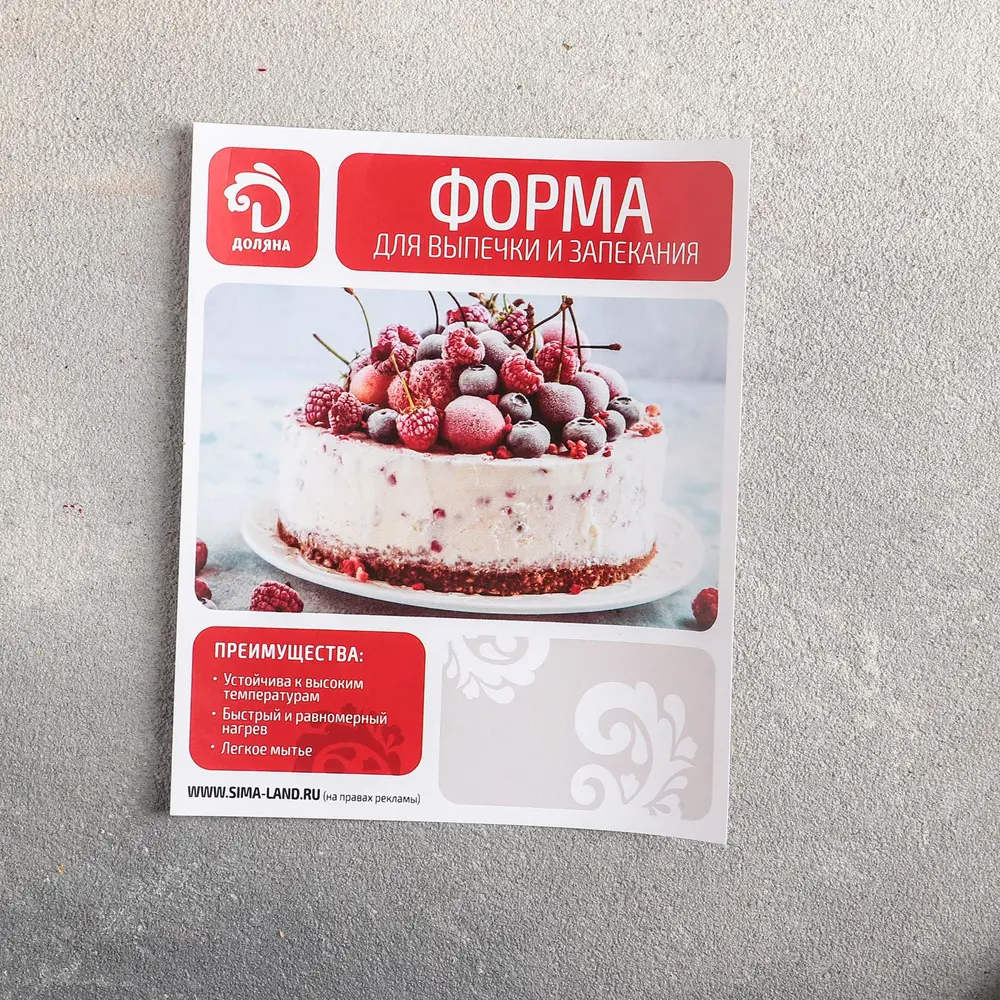 ДОЛЯНА
ФОРМА
ДЛЯ ВЫПЕЧКИ И ЗАПЕКАНИЯ
ПРЕИМУЩЕСТВА:
• Устойчива к высоким
температурам
• Быстрый и равномерный
нагрев
• Легкое мытье
WWW.SIMA-LAND.RU (на правах рекламы)